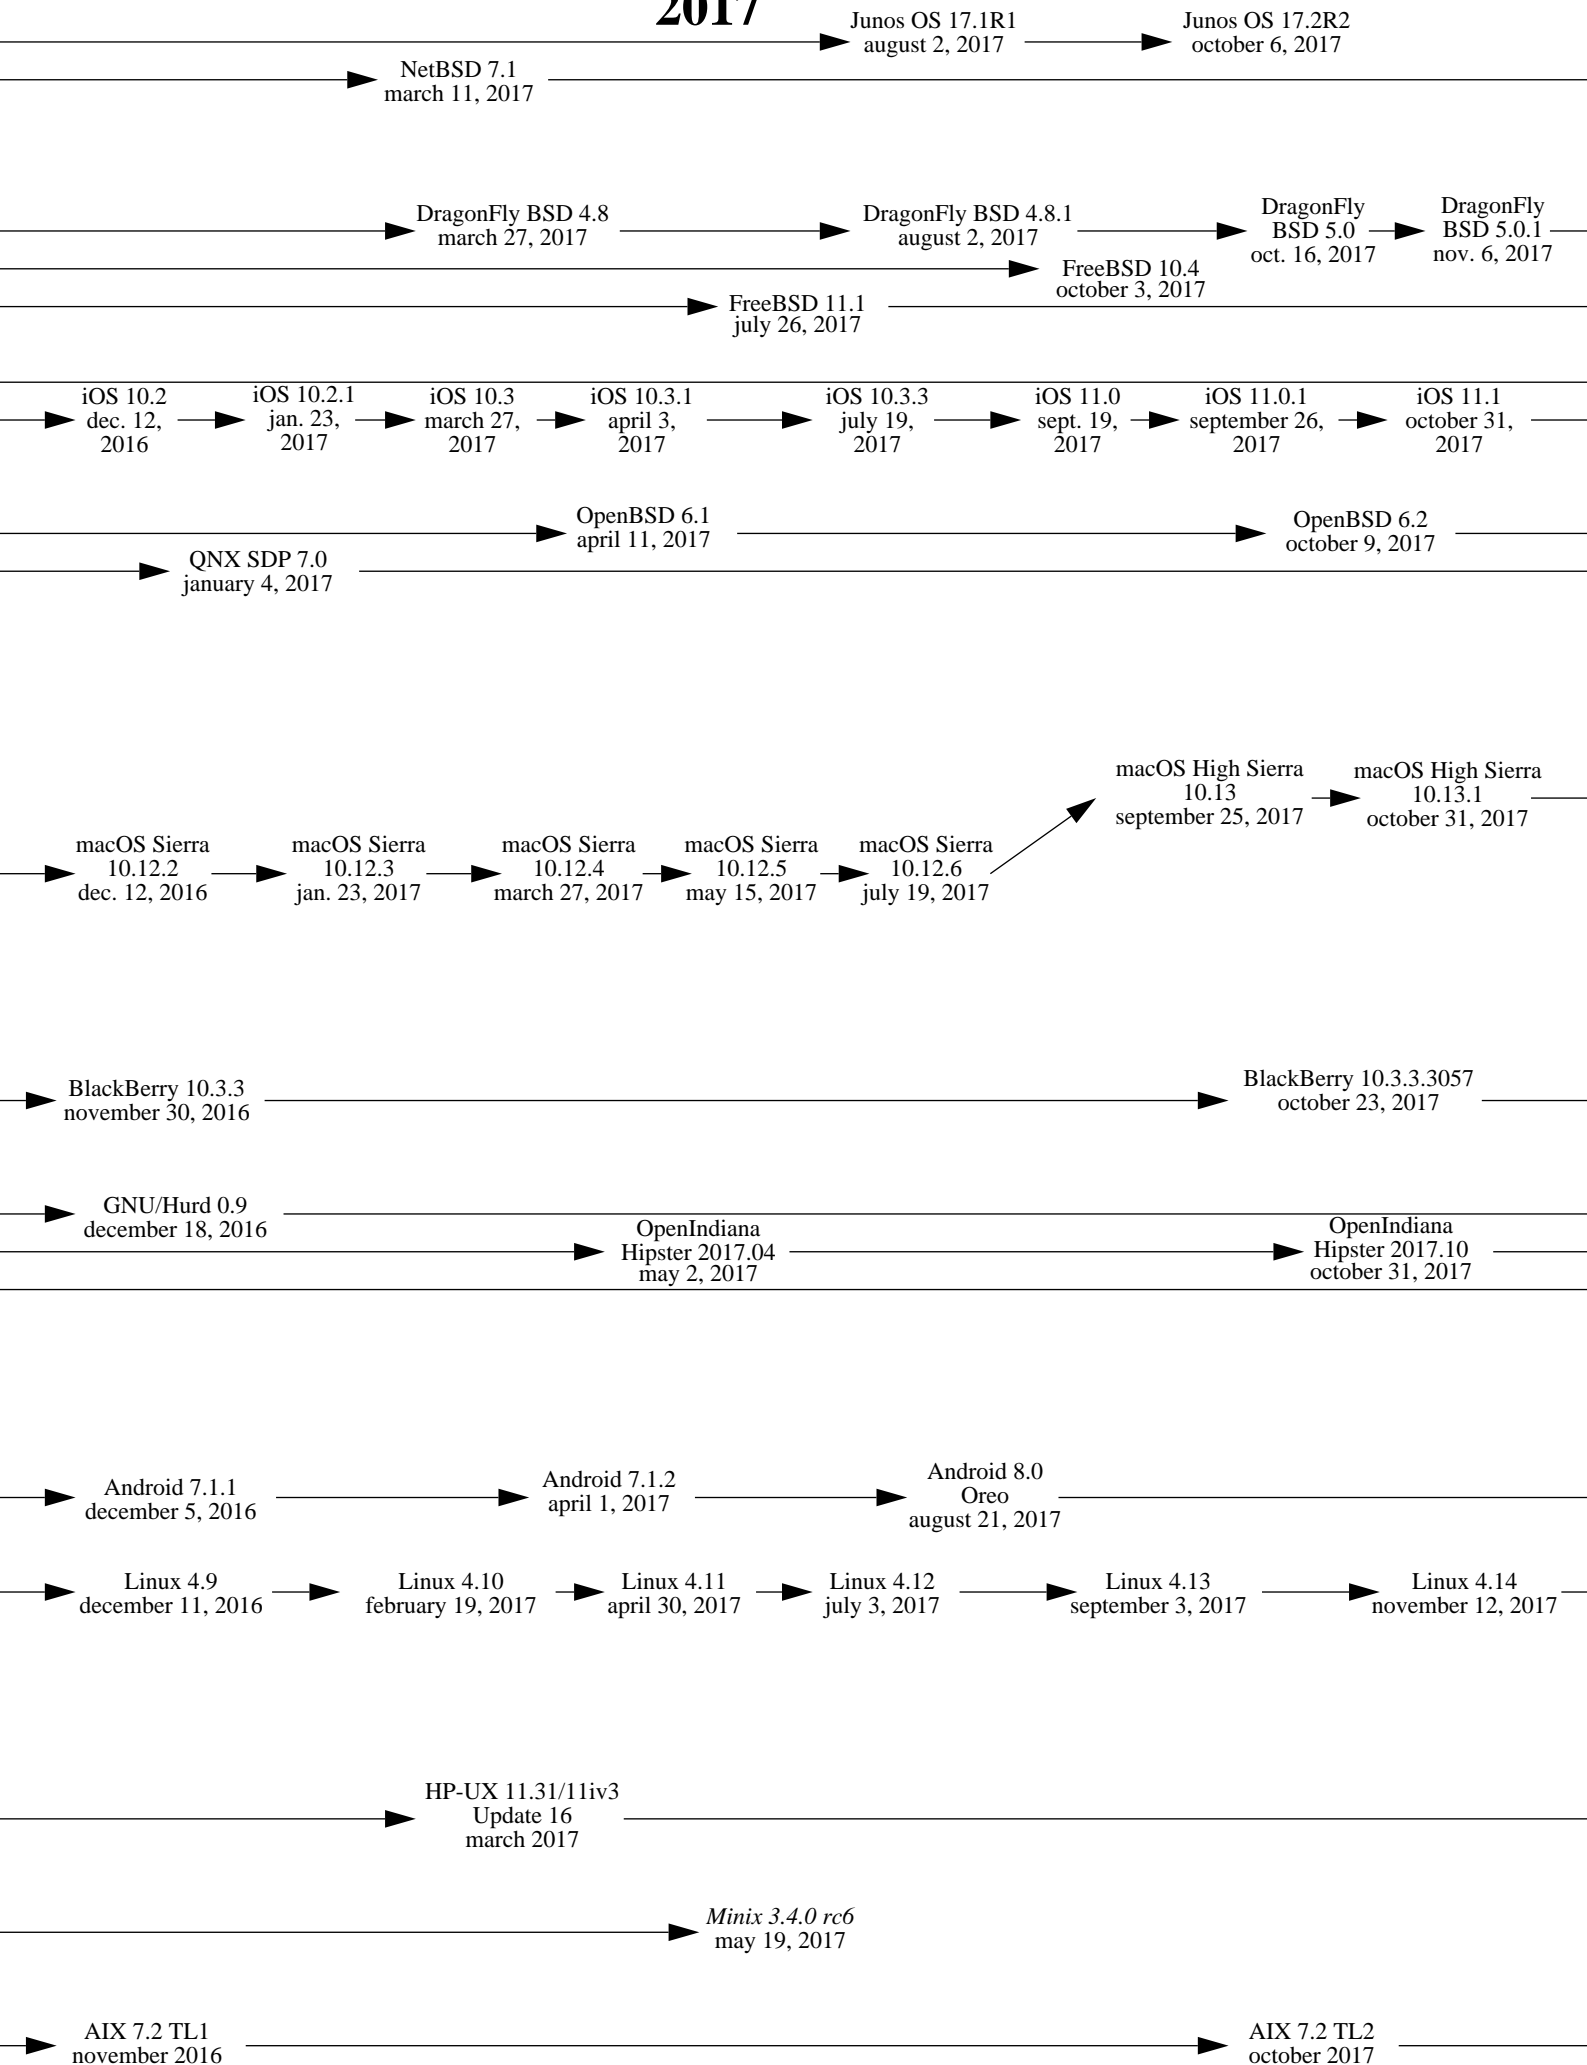 2017
Junos OS 17.1R1
august 2, 2017
Junos OS 17.2R2
october 6, 2017
NetBSD 7.1
march 11, 2017
DragonFly BSD 4.8
march 27, 2017
DragonFly BSD 4.8.1
august 2, 2017
DragonFly
BSD 5.0
oct. 16, 2017
DragonFly
BSD 5.0.1
nov. 6, 2017
FreeBSD 10.4
october 3, 2017
FreeBSD 11.1
july 26, 2017
iOS 10.2
dec. 12,
2016
iOS 10.2.1
jan. 23,
2017
iOS 10.3
march 27,
2017
iOS 10.3.1
april 3,
2017
iOS 10.3.3
july 19,
2017
iOS 11.0
sept. 19,
2017
iOS 11.0.1
september 26,
2017
iOS 11.1
october 31,
2017
OpenBSD 6.1
april 11, 2017
OpenBSD 6.2
october 9, 2017
QNX SDP 7.0
january 4, 2017
macOS High Sierra
10.13
september 25, 2017
macOS High Sierra
10.13.1
october 31, 2017
macOS Sierra
10.12.2
dec. 12, 2016
macOS Sierra
10.12.3
jan. 23, 2017
macOS Sierra
10.12.4
march 27, 2017
macOS Sierra
10.12.5
may 15, 2017
macOS Sierra
10.12.6
july 19, 2017
BlackBerry 10.3.3
november 30, 2016
BlackBerry 10.3.3.3057
october 23, 2017
GNU/Hurd 0.9
december 18, 2016
OpenIndiana
Hipster 2017.04
may 2, 2017
OpenIndiana
Hipster 2017.10
october 31, 2017
Android 7.1.1
december 5, 2016
Android 7.1.2
april 1, 2017
Android 8.0
Oreo
august 21, 2017
Linux 4.9
december 11, 2016
Linux 4.10
february 19, 2017
Linux 4.11
april 30, 2017
Linux 4.12
july 3, 2017
Linux 4.13
september 3, 2017
Linux 4.14
november 12, 2017
HP-UX 11.31/11iv3
Update 16
march 2017
Minix 3.4.0 rc6
may 19, 2017
AIX 7.2 TL1
november 2016
AIX 7.2 TL2
october 2017